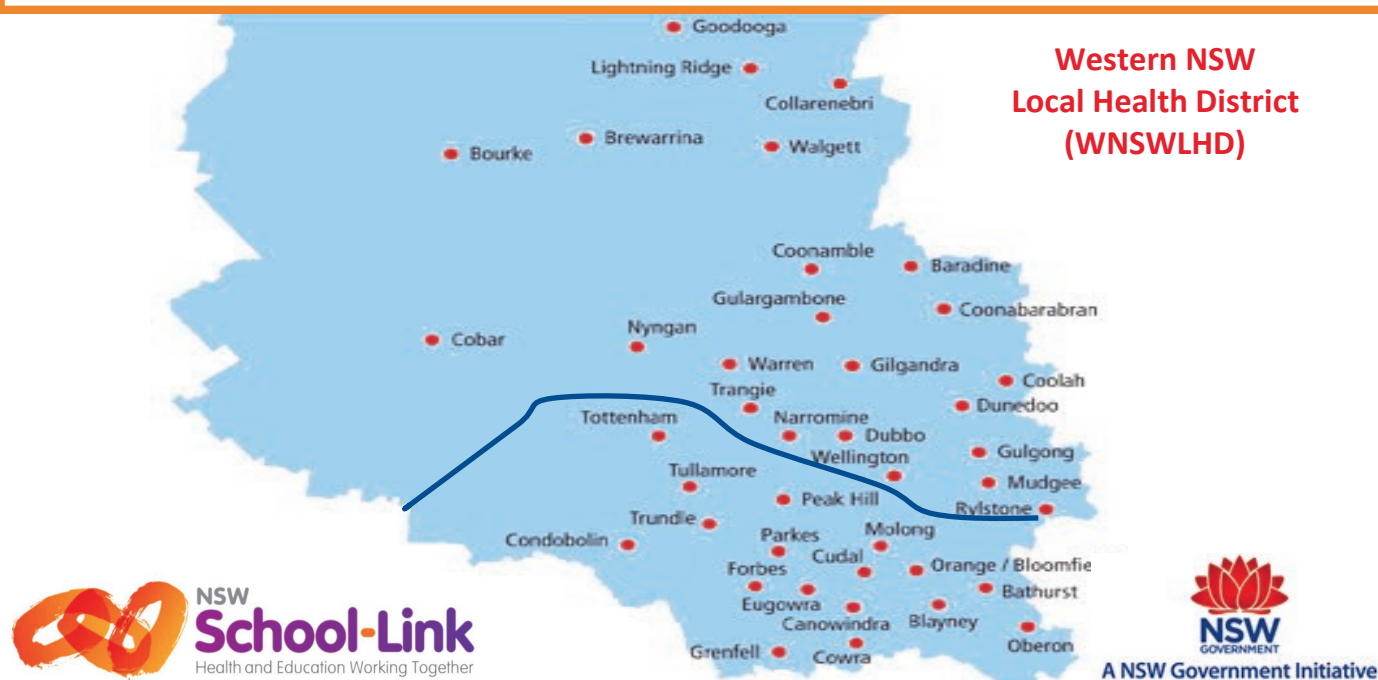 Goodooga
Lightning Ridge
Collarenebri
Brewarrina
Bourke
Walgett
Western NSW
Local Health District
(WNSWLHD)
Coonamble
Baradine
Gulargambone
Coonabarabran
Cobar
Nyngan
Warren
Gilgandra
Coolah
Trangie
Dunedoo
Tottenham
Narromine
Dubbo
Wellington
Gulgong
Tullamore
Mudgee
Peak Hill
Rylstone
Trundle
Molong
Condobolin
Parkes
Cudal
Forbes
Orange / Bloomfie
Bathurst
Eugowra
Canowindra
Blayney
Oberon
Grenfell
Cowra
NSW
School-Link
Health and Education Working Together
NSW
GOVERNMENT
A NSW Government Initiative